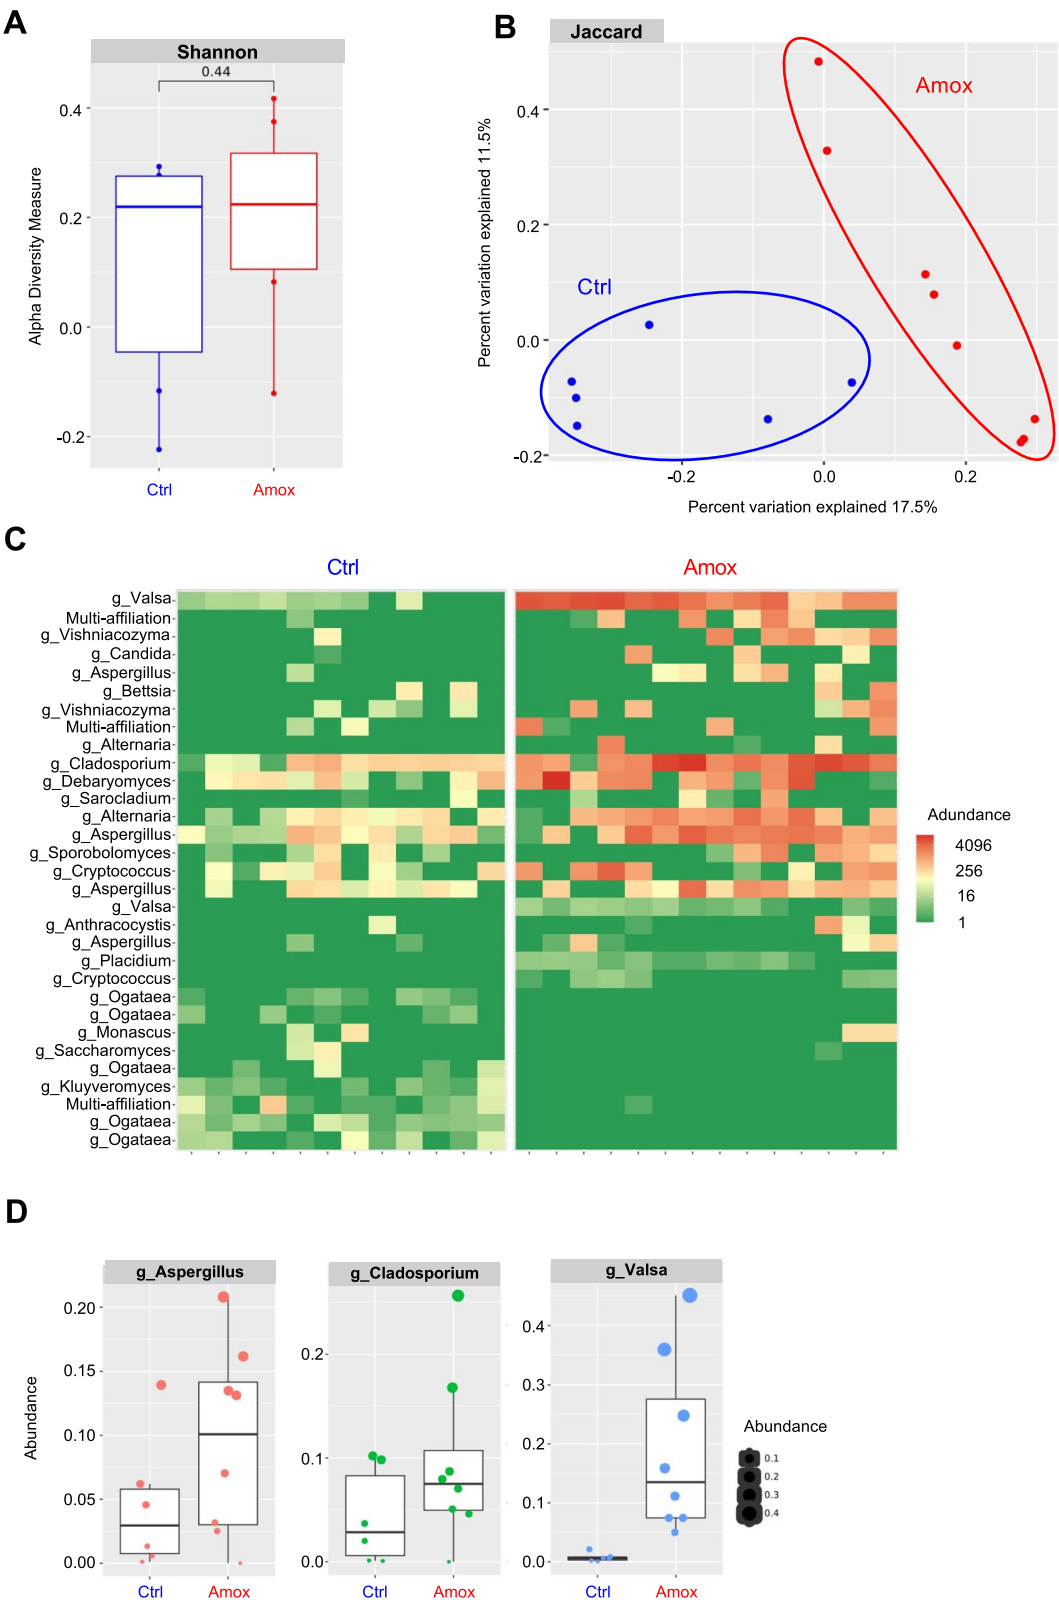 A
Shannon
0.44
0.4
0.2
0.0
-0.2
Alpha Diversity Measure
Ctrl
Amox
B
Jaccard
Amox
Ctrl
0.4
0.2
0.0
-0.2
Percent variation explained 11.5%
-0.2
0.0
0.2
Percent variation explained 17.5%
C
Ctrl
Amox
g_Valsa
Multi-affiliation
g_Vishniacozyma
g_Candida
g_Aspergillus
g_Bettsia
g_Vishniacozyma
Multi-affiliation
g_Alternaria
g_Cladosporium
g_Debaryomyces
g_Sarocladium
g_Alternaria
g_Aspergillus
g_Sporobolomyces
g_Cryptococcus
g_Aspergillus
g_Valsa
g_Anthracocystis
g_Aspergillus
g_Placidium
g_Cryptococcus
g_Ogataea
g_Ogataea
g_Monascus
g_Saccharomyces
g_Ogataea
g_Kluyveromyces
Multi-affiliation
g_Ogataea
g_Ogataea
Adundance
4096
256
16
1
D
g_Aspergillus
0.20
0.15
0.10
0.05
0.00
Abundance
Ctrl
Amox
g_Cladosporium
0.2
0.1
0.0
Ctrl
Amox
g_Valsa
0.4
0.3
0.2
0.1
0.0
Ctrl
Amox
Abundance
0.1
0.2
0.3
0.4